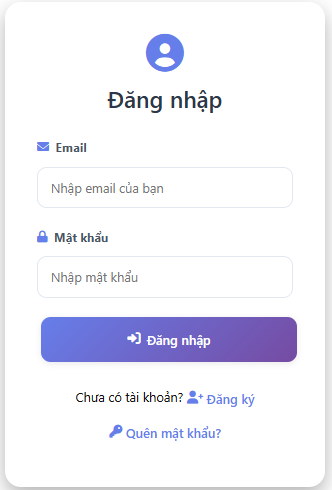 Đăng nhập
Email
Nhập email của bạn
Mật khẩu
Nhập mật khẩu
Đăng nhập
Chưa có tài khoản? Đăng ký
Quên mật khẩu?